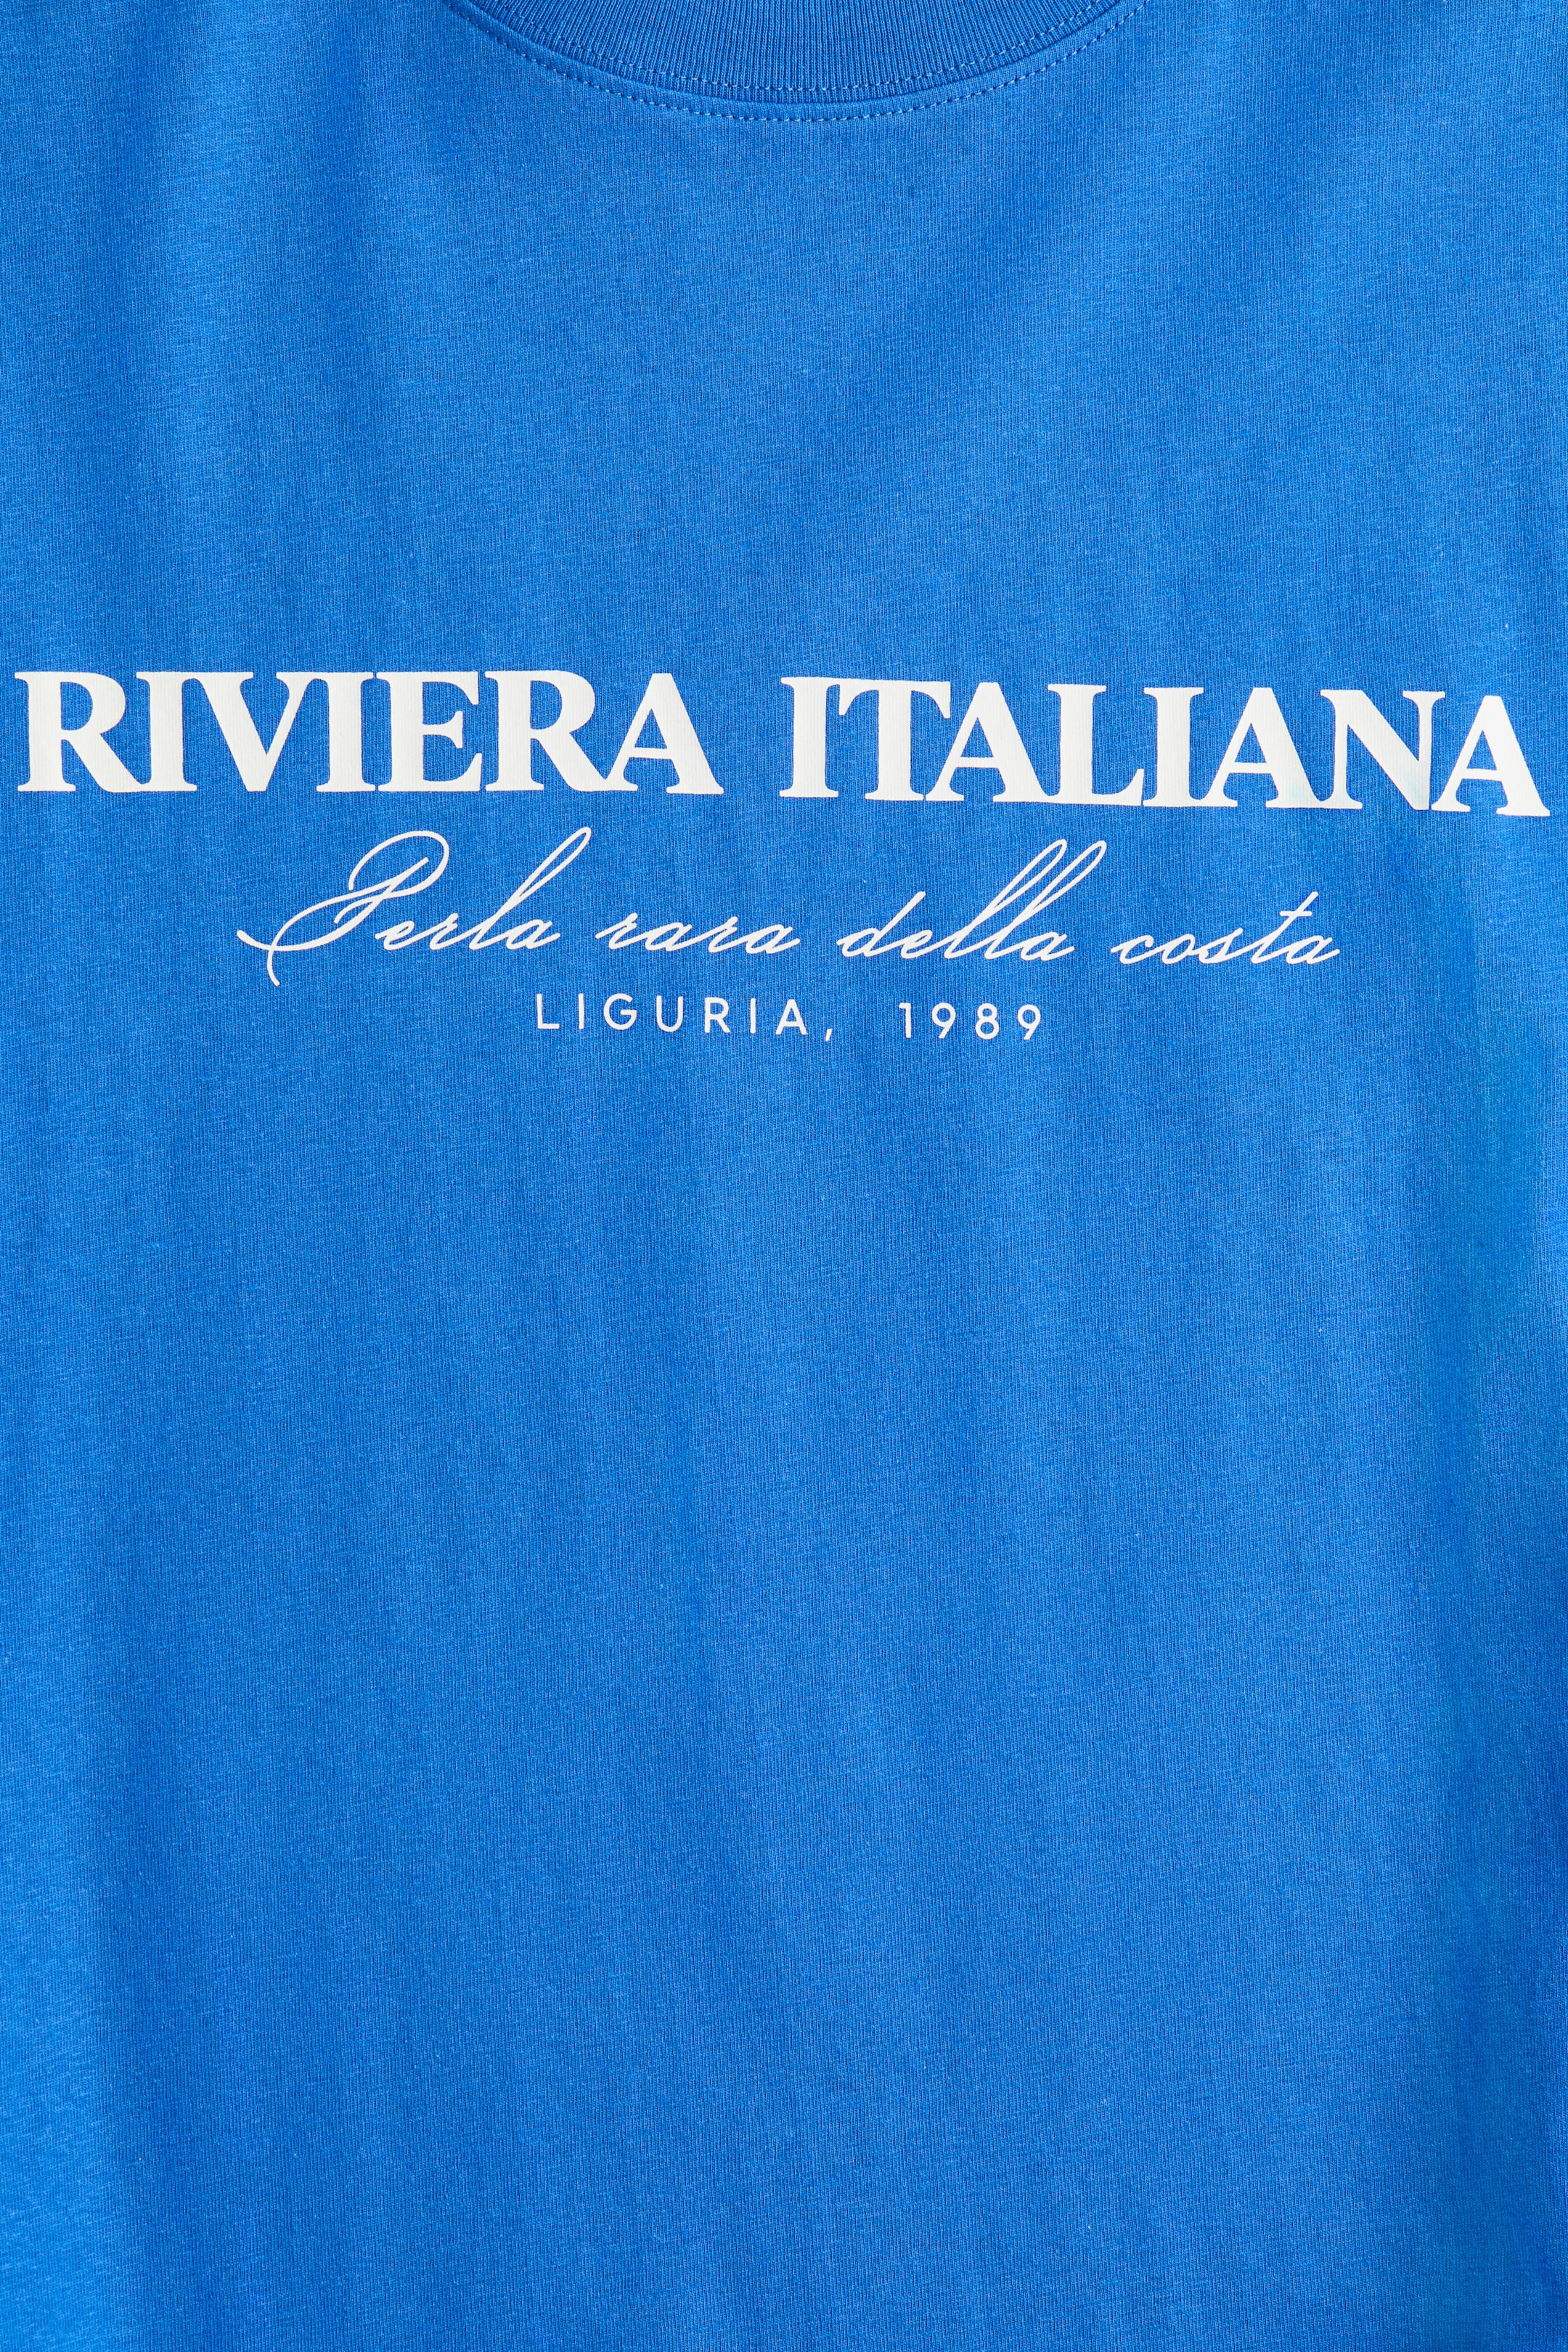 RIVIERA ITALIANA
Perla rara della costa
LIGURIA, 1989